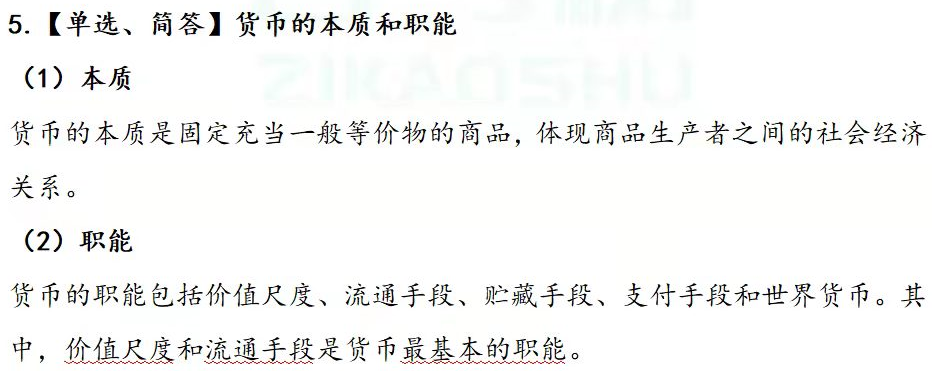 5.【单选、简答】货币的本质和职能
（1）本质
货币的本质是固定充当一般等价物的商品，体现商品生产者之间的社会经济
关系。
（2）职能
货币的职能包括价值尺度、流通手段、贮藏手段、支付手段和世界货币。其
中，价值尺度和流通手段是货币最基本的职能。